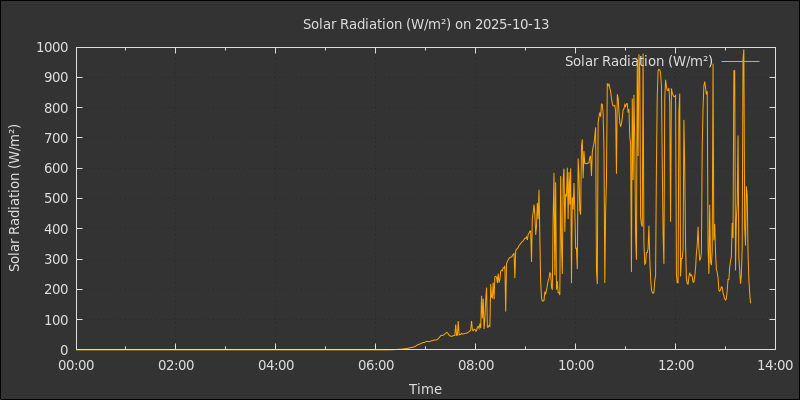 Solar Radiation (W/m²) on 2025-10-13
Solar Radiation (W/m²)
Solar Radiation (W/m²)
1000
900
800
700
600
500
400
300
200
100
0
00:00 02:00 04:00 06:00 08:00 10:00 12:00 14:00
Time